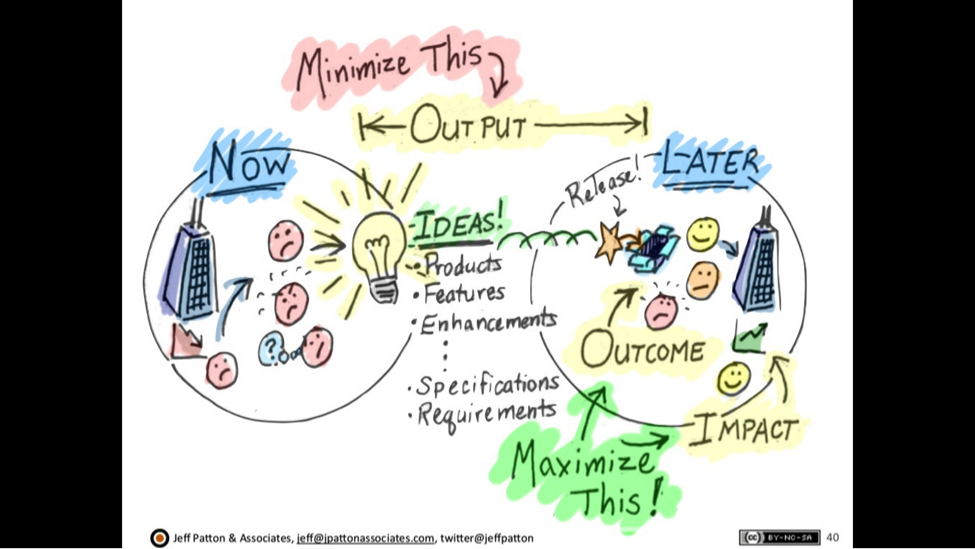 Minimize This
OUTPUT
NOW
LATER
Release!
IDEAS!
• Products
• Features
• Enhancements
• Specifications
• Requirements
?
OUTCOME
IMPACT
Maximize
This!
Jeff Patton & Associates, jeff@jpattonassociates.com, twitter@jeffpatton
cc BY-NC-SA
40